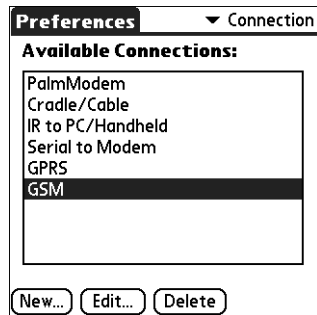 Preferences ▼ Connection
Available Connections:
PalmModem
Cradle/Cable
IR to PC/Handheld
Serial to Modem
GPRS
GSM
New... Edit... Delete